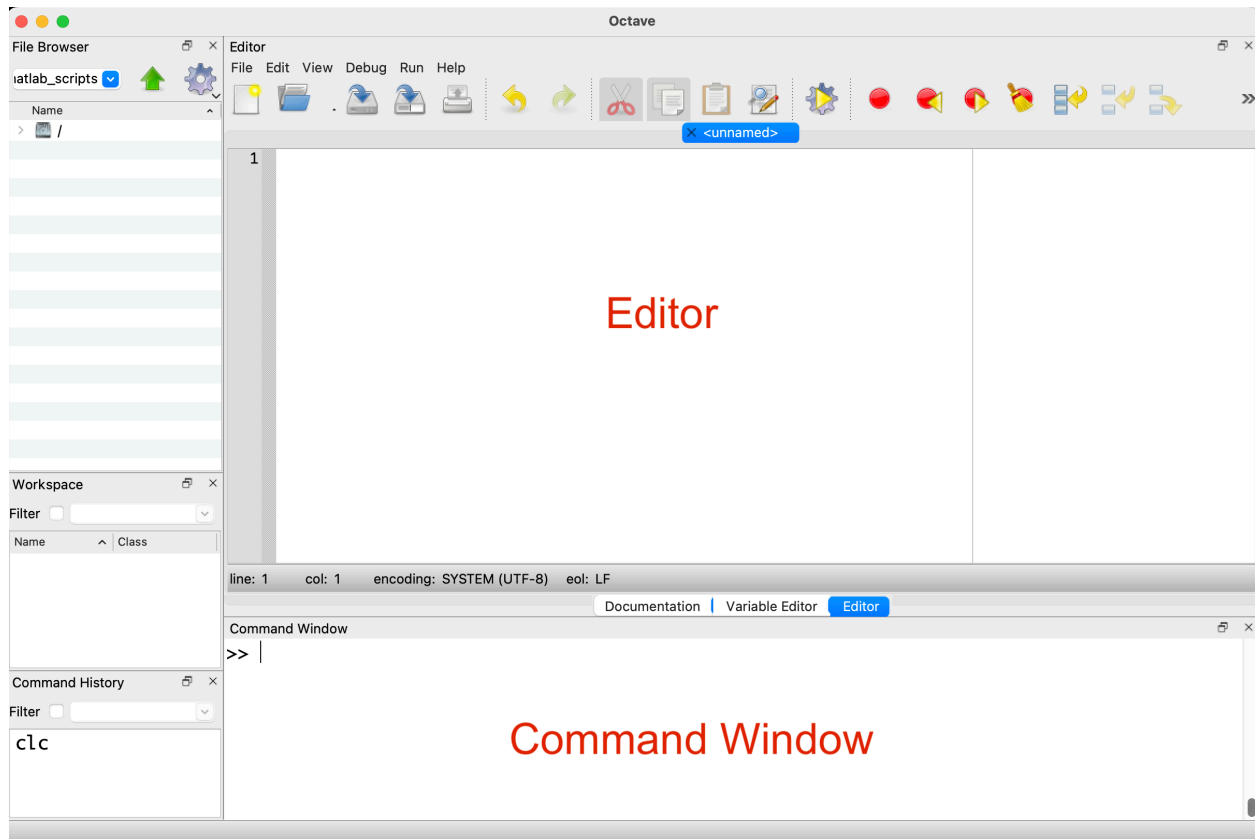 Octave
File Browser
atlab_scripts
Name
/
Editor
File Edit View Debug Run Help
<unnamed>
1
Editor
line: 1 col: 1 encoding: SYSTEM (UTF-8) eol: LF
Documentation Variable Editor Editor
Workspace
Filter
Name Class
Command History
Filter
clc
Command Window
>>
Command Window